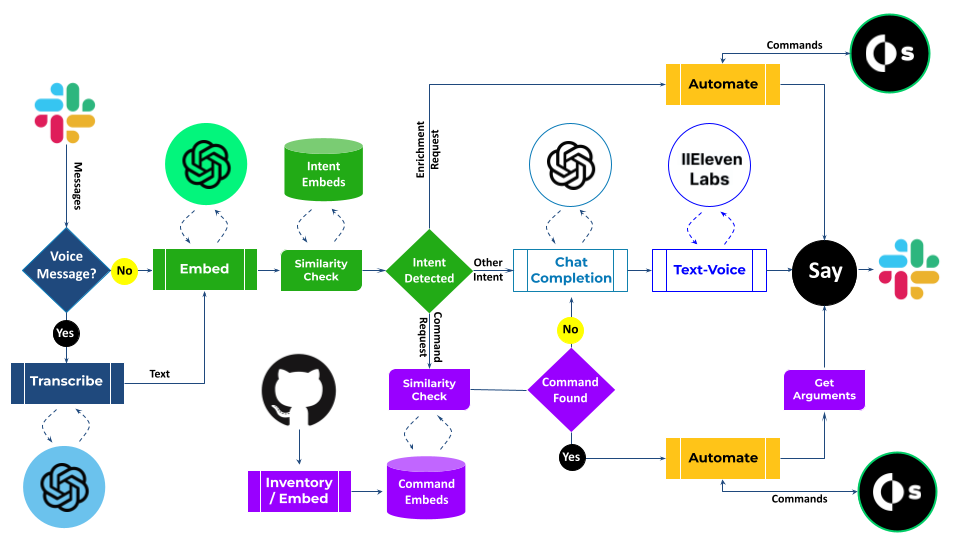 Commands
S
Automate
Messages
Intent
Embeds
Enrichment
Request
IIEleven
Labs
Voice
Message?
No
Embed
Similarity
Check
Intent
Detected
Other
Intent
Chat
Completion
Text-Voice
Say
Yes
Transcribe
Text
Command
Request
No
Similarity
Check
Command
Found
Get
Arguments
Inventory
/ Embed
Command
Embeds
Yes
Automate
Commands
S